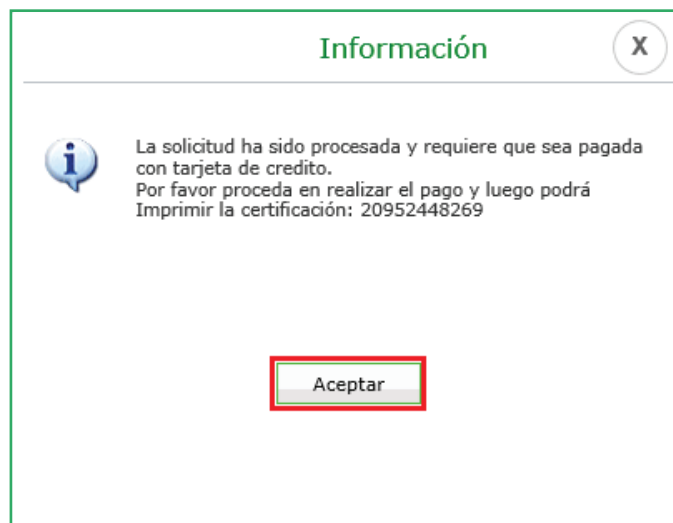 Información
X
La solicitud ha sido procesada y requiere que sea pagada
con tarjeta de credito.
Por favor proceda en realizar el pago y luego podrá
Imprimir la certificación: 20952448269
Aceptar